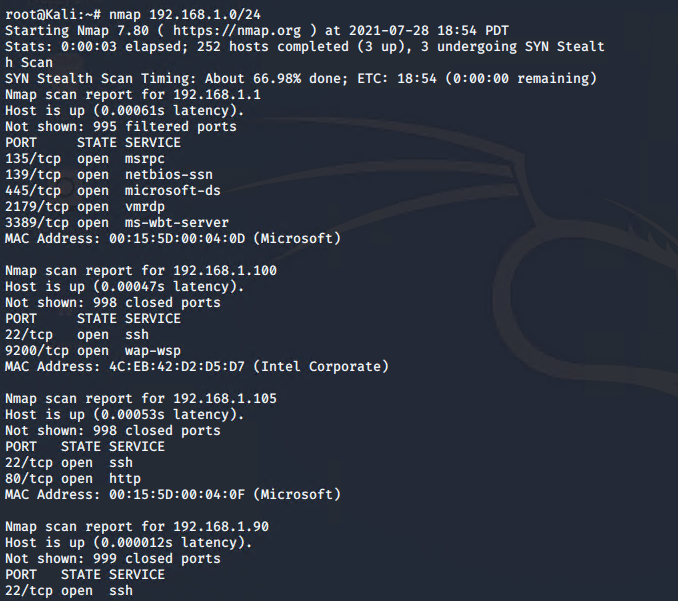 root@Kali:~# nmap 192.168.1.0/24
Starting Nmap 7.80 ( https://nmap.org ) at 2021-07-28 18:54 PDT
Stats: 0:00:03 elapsed; 252 hosts completed (3 up), 3 undergoing SYN Stealt
h Scan
SYN Stealth Scan Timing: About 66.98% done; ETC: 18:54 (0:00:00 remaining)
Nmap scan report for 192.168.1.1
Host is up (0.00061s latency).
Not shown: 995 filtered ports
PORT     STATE SERVICE
135/tcp  open  msrpc
139/tcp  open  netbios-ssn
445/tcp  open  microsoft-ds
2179/tcp open  vmrdp
3389/tcp open  ms-wbt-server
MAC Address: 00:15:5D:00:04:0D (Microsoft)

Nmap scan report for 192.168.1.100
Host is up (0.00047s latency).
Not shown: 998 closed ports
PORT     STATE SERVICE
22/tcp   open  ssh
9200/tcp open  wap-wsp
MAC Address: 4C:EB:42:D2:D5:D7 (Intel Corporate)

Nmap scan report for 192.168.1.105
Host is up (0.00053s latency).
Not shown: 998 closed ports
PORT   STATE SERVICE
22/tcp open  ssh
80/tcp open  http
MAC Address: 00:15:5D:00:04:0F (Microsoft)

Nmap scan report for 192.168.1.90
Host is up (0.000012s latency).
Not shown: 999 closed ports
PORT   STATE SERVICE
22/tcp open  ssh